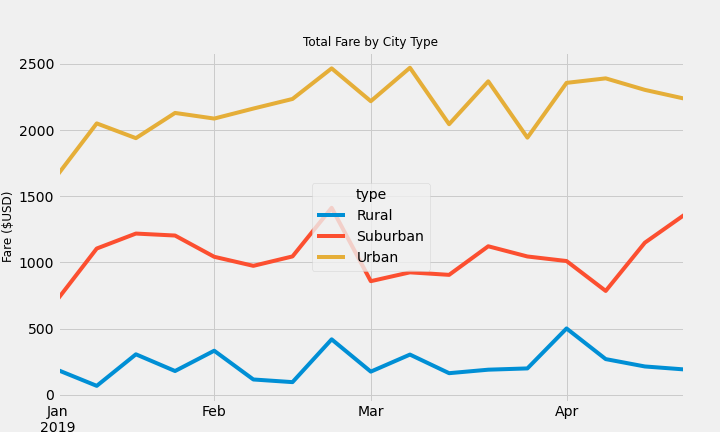 Total Fare by City Type
Fare ($USD)
2500
2000
1500
1000
500
0
type
Rural
Suburban
Urban
Jan
2019
Feb
Mar
Apr